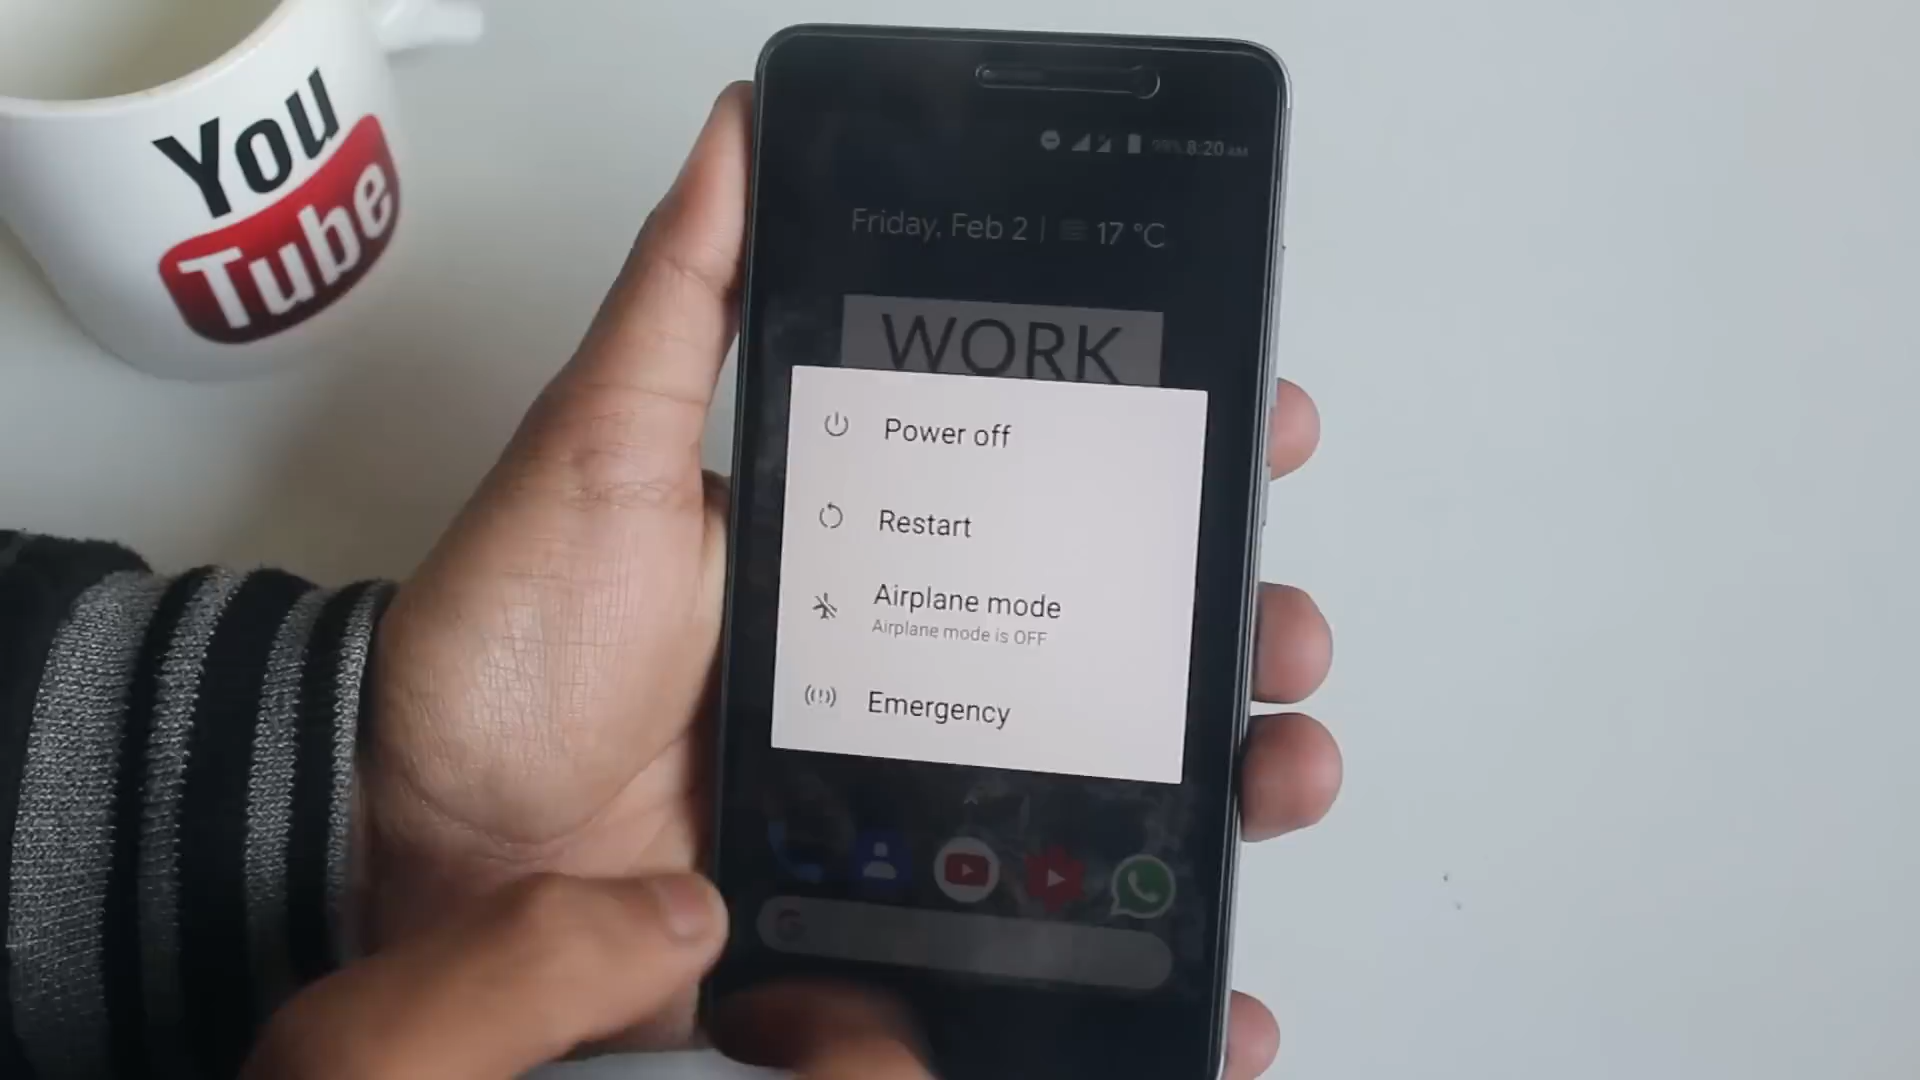 You
Tube
98% 8:20 AM
Friday, Feb 2 | 17 °C
WORK
Power off
Restart
Airplane mode
Airplane mode is OFF
Emergency
G